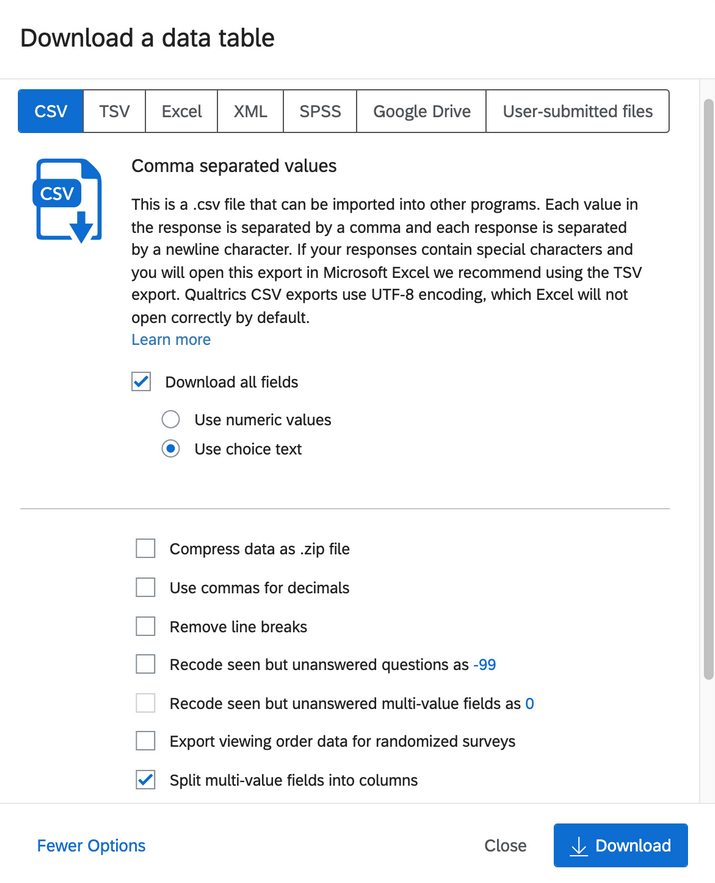 Download a data table
CSV
TSV
Excel
XML
SPSS
Google Drive
User-submitted files
CSV
Comma separated values
This is a .csv file that can be imported into other programs. Each value in
the response is separated by a comma and each response is separated
by a newline character. If your responses contain special characters and
you will open this export in Microsoft Excel we recommend using the TSV
export. Qualtrics CSV exports use UTF-8 encoding, which Excel will not
open correctly by default.
Learn more
Download all fields
Use numeric values
Use choice text
Compress data as .zip file
Use commas for decimals
Remove line breaks
Recode seen but unanswered questions as -99
Recode seen but unanswered multi-value fields as 0
Export viewing order data for randomized surveys
Split multi-value fields into columns
Fewer Options
Close
Download